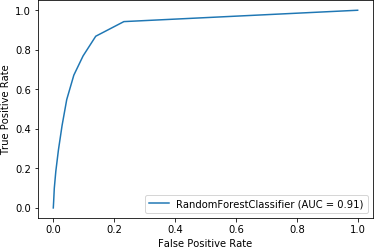 1.0
0.8
0.6
0.4
0.2
0.0
True Positive Rate
RandomForestClassifier (AUC = 0.91)
0.0 0.2 0.4 0.6 0.8 1.0
False Positive Rate